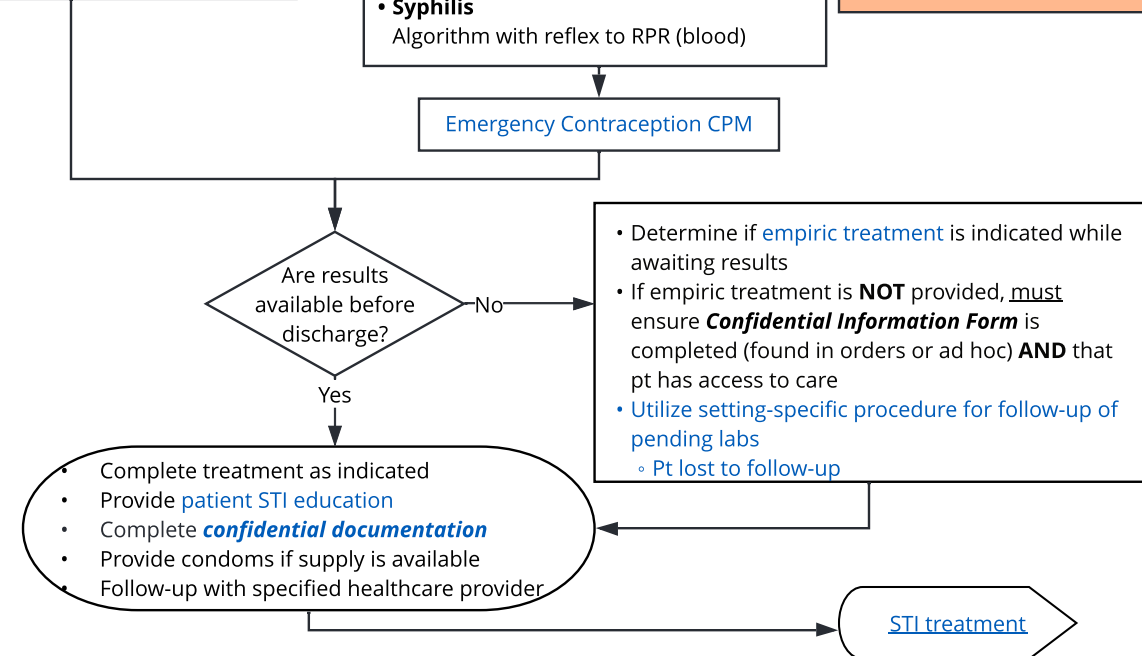 • Syphilis
Algorithm with reflex to RPR (blood)
Emergency Contraception CPM
Are results
available before
discharge?
No
Yes
• Determine if empiric treatment is indicated while
awaiting results
• If empiric treatment is NOT provided, must
ensure Confidential Information Form is
completed (found in orders or ad hoc) AND that
pt has access to care
• Utilize setting-specific procedure for follow-up of
pending labs
◦ Pt lost to follow-up
• Complete treatment as indicated
• Provide patient STI education
• Complete confidential documentation
• Provide condoms if supply is available
• Follow-up with specified healthcare provider
STI treatment